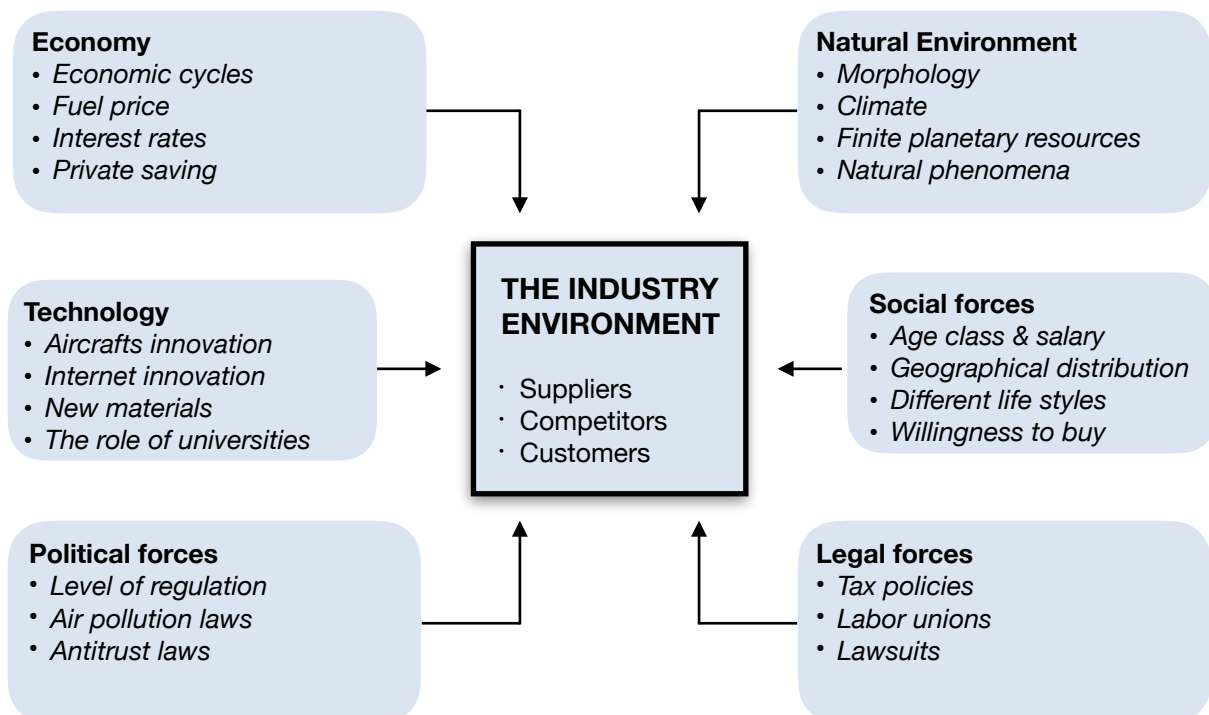 Economy
• Economic cycles
• Fuel price
• Interest rates
• Private saving
Natural Environment
• Morphology
• Climate
• Finite planetary resources
• Natural phenomena
Technology
• Aircrafts innovation
• Internet innovation
• New materials
• The role of universities
THE INDUSTRY
ENVIRONMENT
· Suppliers
· Competitors
· Customers
Social forces
• Age class & salary
• Geographical distribution
• Different life styles
• Willingness to buy
Political forces
• Level of regulation
• Air pollution laws
• Antitrust laws
Legal forces
• Tax policies
• Labor unions
• Lawsuits